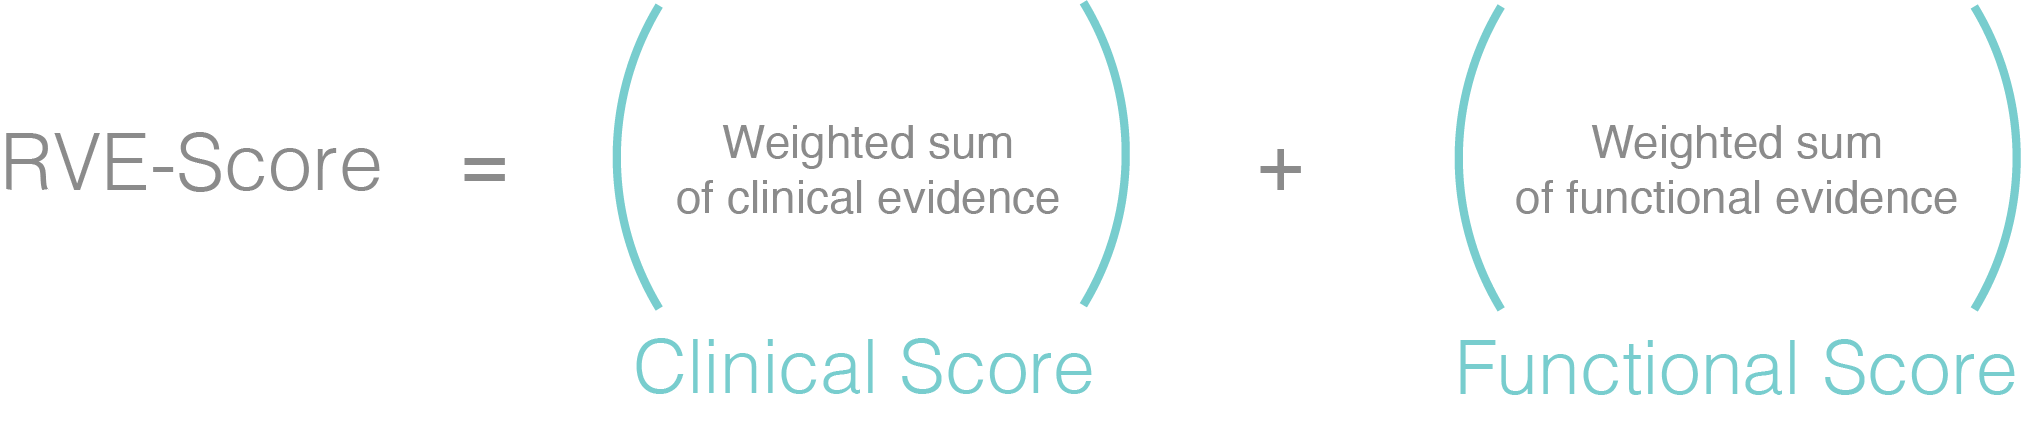 RVE-Score = ( Weighted sum of clinical evidence ) + ( Weighted sum of functional evidence )
Clinical Score
Functional Score